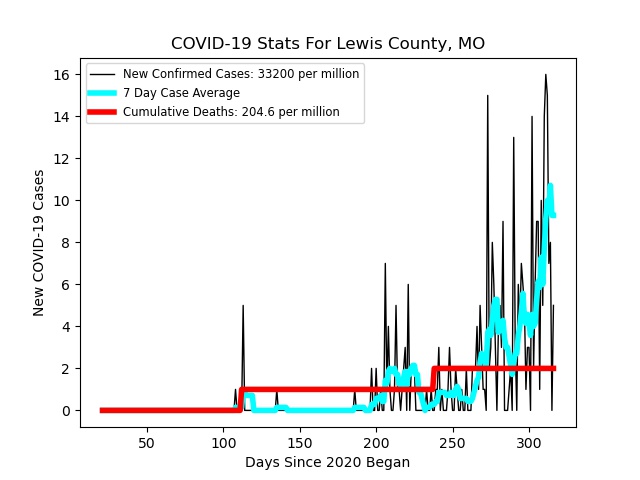 COVID-19 Stats For Lewis County, MO
New Confirmed Cases: 33200 per million
7 Day Case Average
Cumulative Deaths: 204.6 per million
New COVID-19 Cases
16
14
12
10
8
6
4
2
0
50 100 150 200 250 300
Days Since 2020 Began